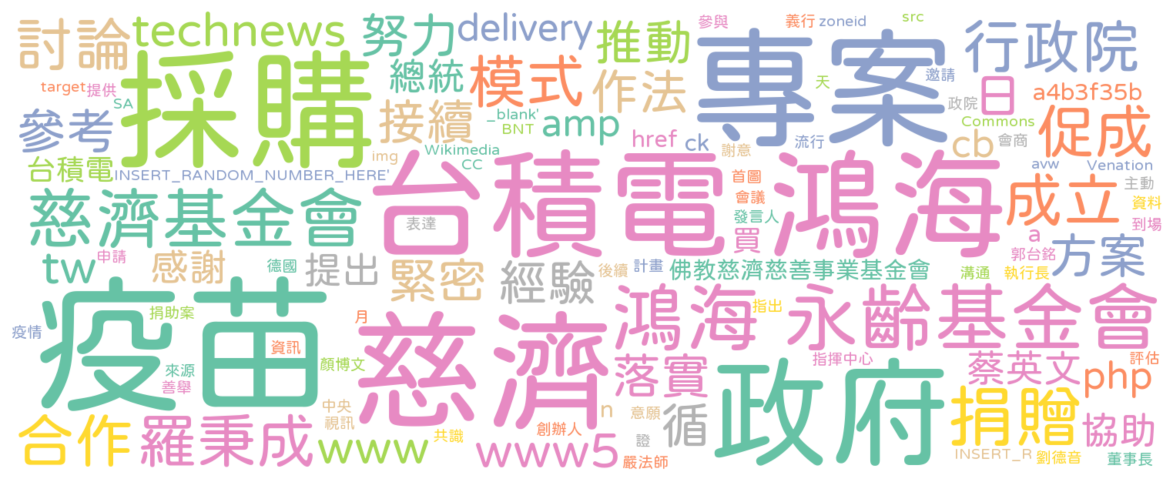 討論
technews
努力
delivery
推動
參與
義行
zoneid
src
行政院
採購
專案
總統
模式
作法
天
邀請
target
提供
SA
接續
_blank'
BNT
amp
日
政院
a4b3f35b
促成
參考
Commons
會商
href
ck
謝意
流行
cb
台積電
INSERT_RANDOM_NUMBER_HERE'
img
Wikimedia
CC
台積電
鴻海
首圖
會議
發言人
avw
Venation
主動
成立
資料
到場
慈濟基金會
表達
買
a
郭台銘
方案
tw
申請
感謝
德國
提出
緊密
經驗
後續
計畫
佛教慈濟慈善事業基金會
溝通
執行長
疫苗
捐助案
月
疫情
資訊
慈濟
鴻海
指出
永齡基金會
來源
善舉
顏博文
落實
政府
指揮中心
蔡英文
評估
php
合作
羅秉成
中央
視訊
www
共識
www5
n
創辦人
意願
證
嚴法師
循
捐贈
INSERT_R
劉德音
協助
董事長